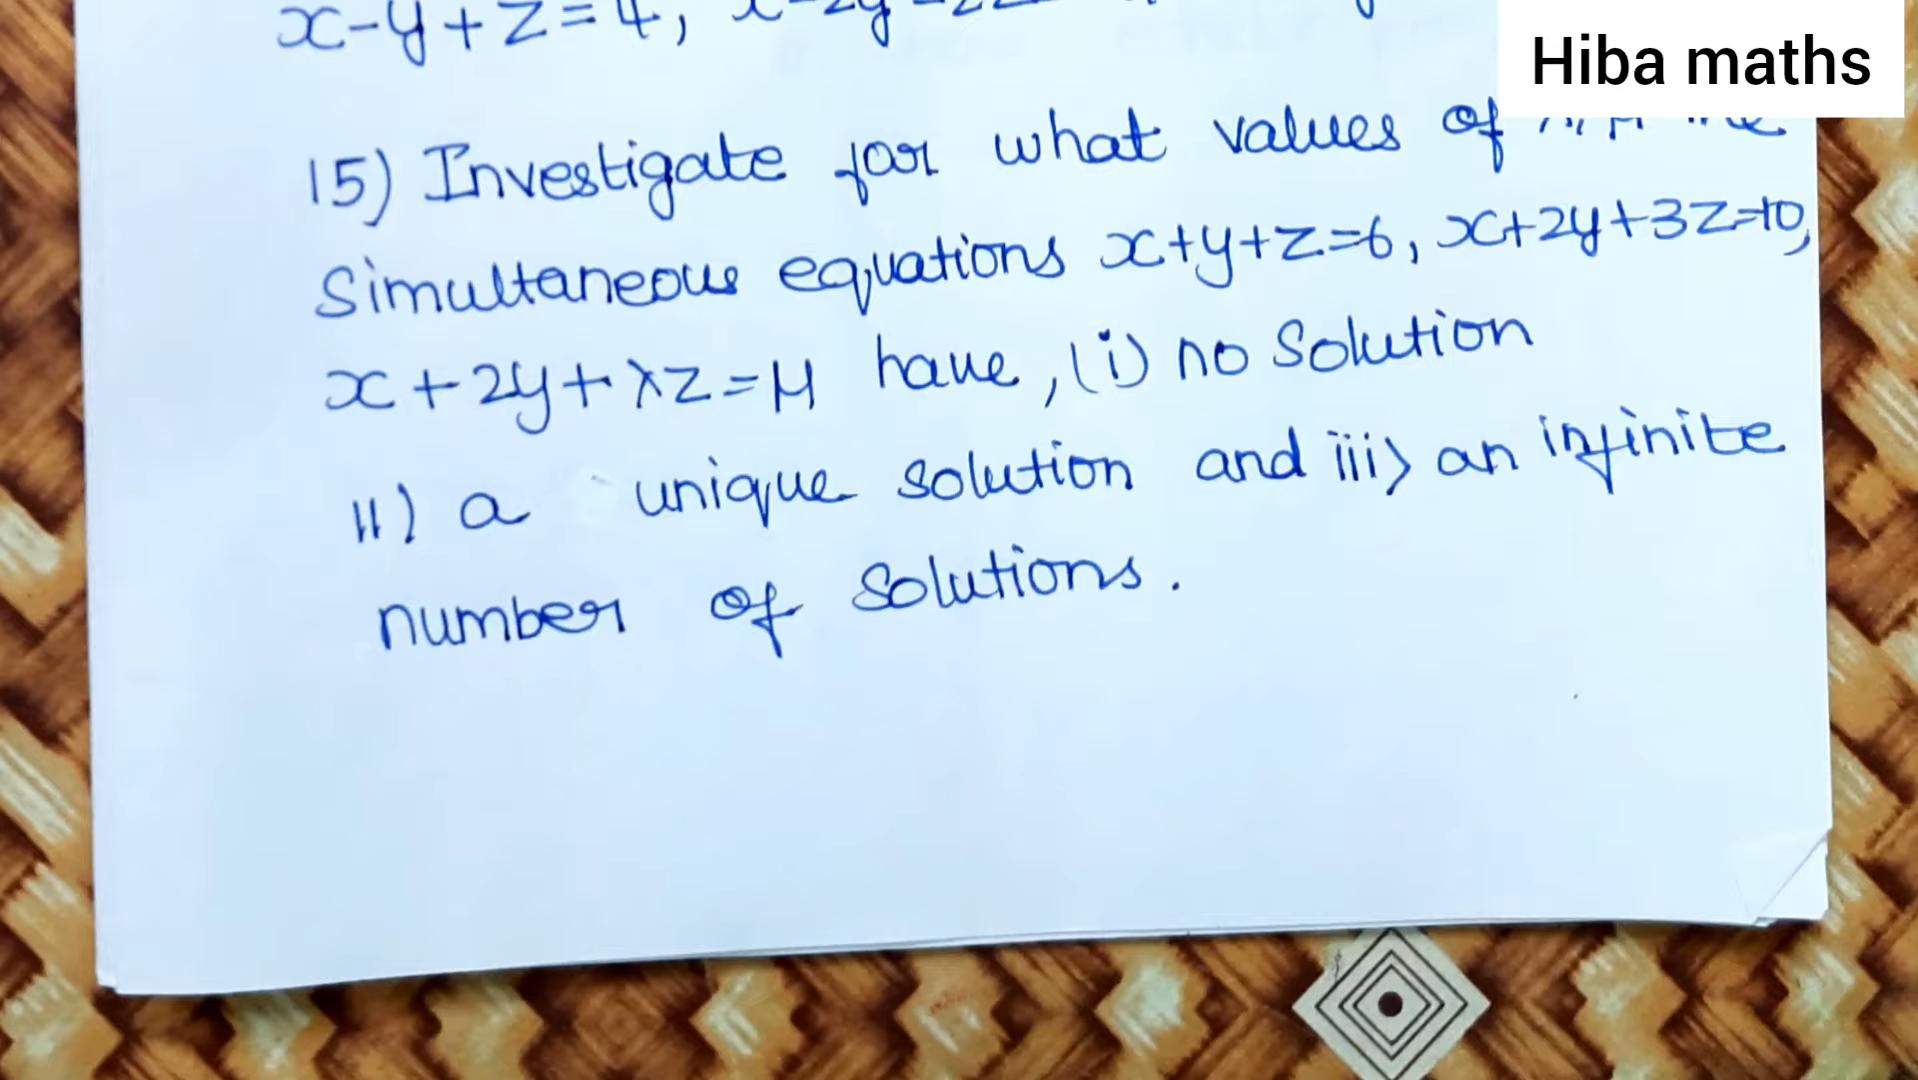 x-y+z=4,
Hiba maths
15) Investigate for what values of
Simultaneous equations x+y+z=6, x+2y+3z=10,
x+2y+λz=μ have, (i) no Solution
ii) a unique solution and iii) an infinite
number of solutions.